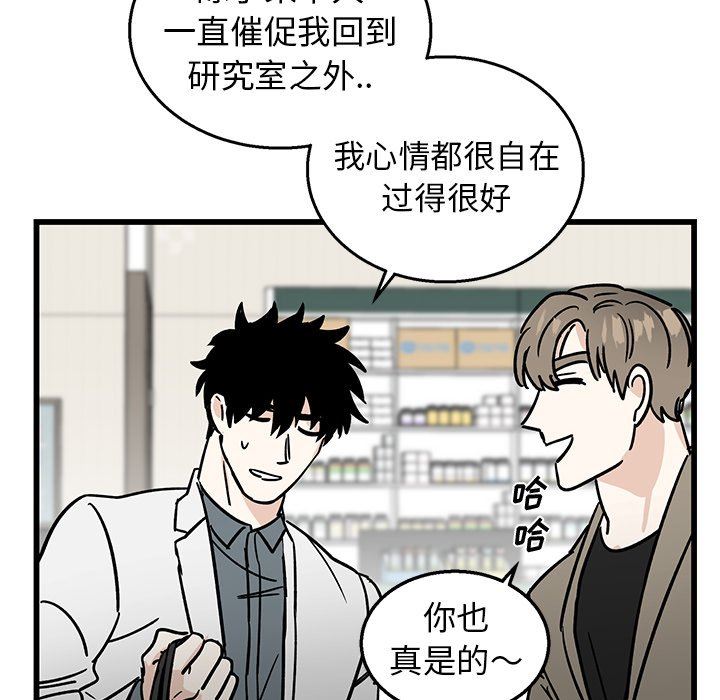 一直催促我回到
研究室之外..
我心情都很自在
过得很好
哈
哈
你也
真是的～